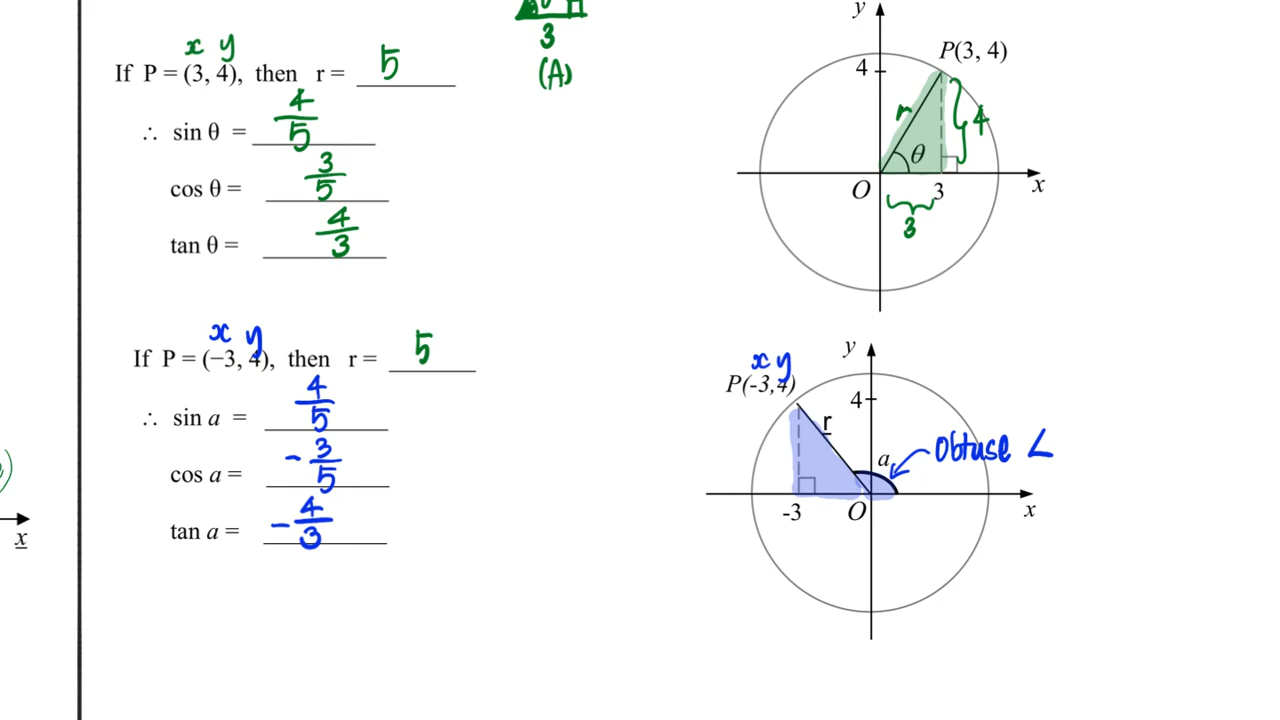 3
(A)
x y
If P = (3, 4), then r = 5
∴ sin θ = 4/5
cos θ = 3/5
tan θ = 4/3
y
P(3, 4)
4
r
4
θ
O
3
x
3
x y
If P = (−3, 4), then r = 5
∴ sin a = 4/5
cos a = -3/5
tan a = -4/3
y
x y
P(-3,4)
4
r
a
Obtuse ∠
-3
O
x
x